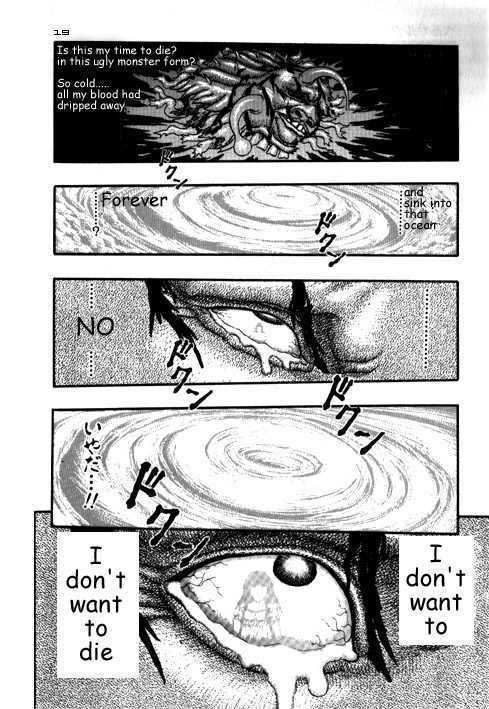 19
Is this my time to die?
in this ugly monster form?
So cold.....
all my blood had
dripped away
ドクン
and
sink into
that
ocean
Forever
?
ドクン
NO
ドクン
ドクン
いやだ…!!
ドクン
I
don't
want
to
I
don't
want
to
die